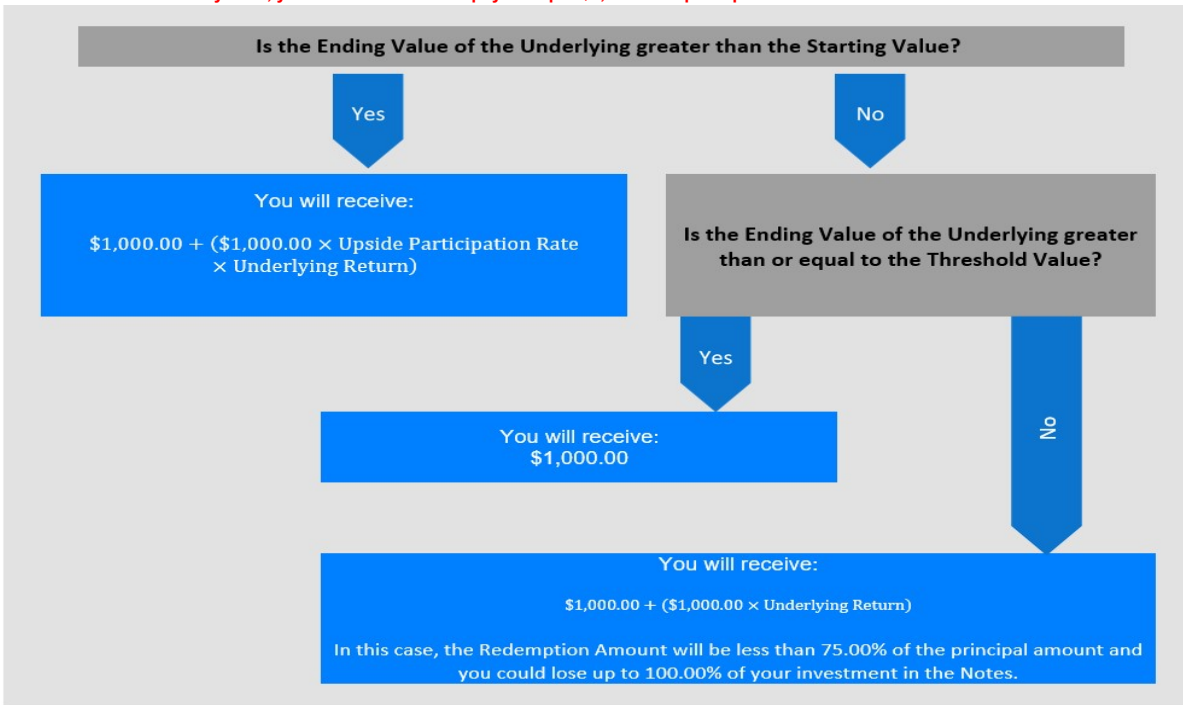 Is the Ending Value of the Underlying greater than the Starting Value?
Yes
No
You will receive:
$1,000.00 + ($1,000.00 × Upside Participation Rate
× Underlying Return)
Is the Ending Value of the Underlying greater
than or equal to the Threshold Value?
Yes
No
You will receive:
$1,000.00
You will receive:
$1,000.00 + ($1,000.00 × Underlying Return)
In this case, the Redemption Amount will be less than 75.00% of the principal amount and
you could lose up to 100.00% of your investment in the Notes.